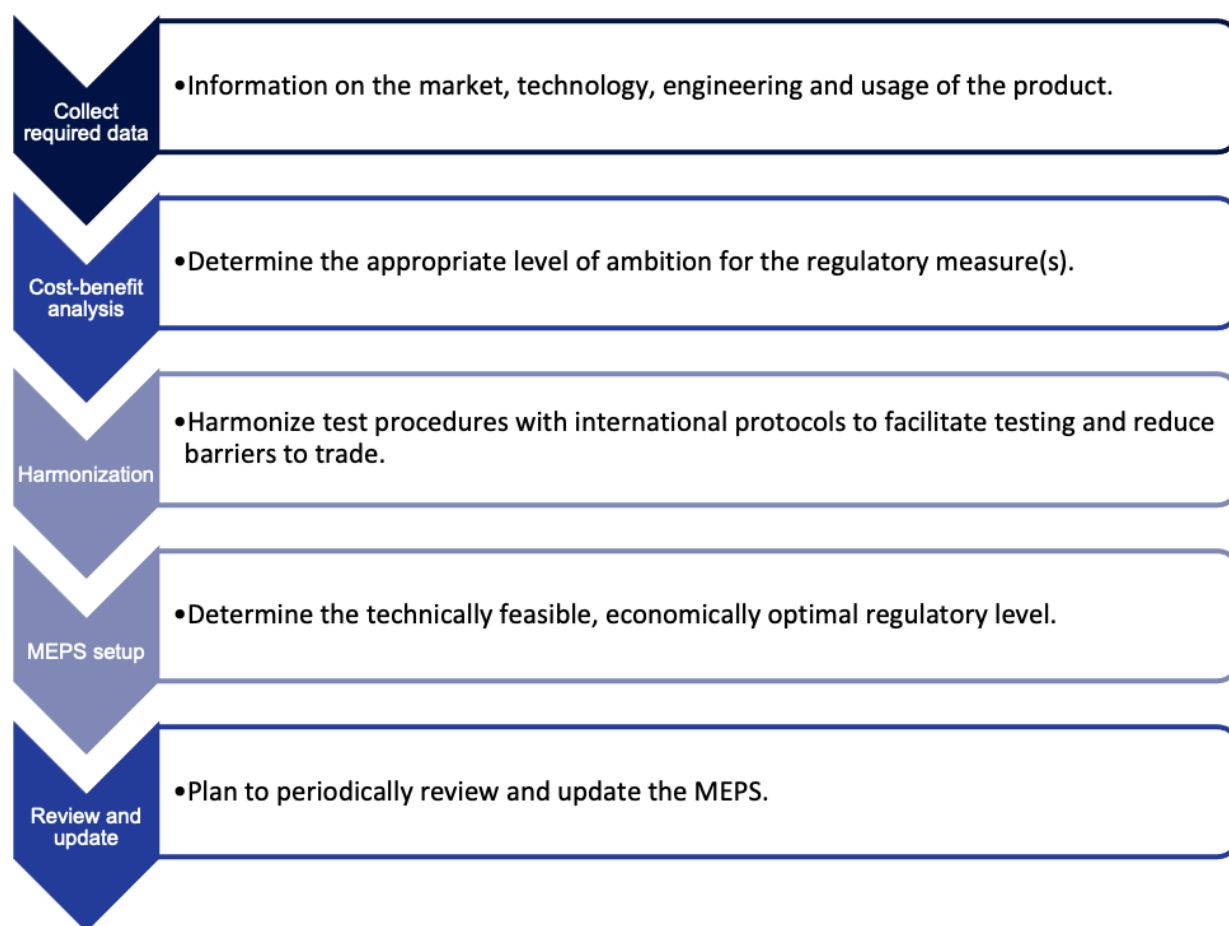 Collect
required data
•Information on the market, technology, engineering and usage of the product.
Cost-benefit
analysis
•Determine the appropriate level of ambition for the regulatory measure(s).
Harmonization
•Harmonize test procedures with international protocols to facilitate testing and reduce
barriers to trade.
MEPS setup
•Determine the technically feasible, economically optimal regulatory level.
Review and
update
•Plan to periodically review and update the MEPS.